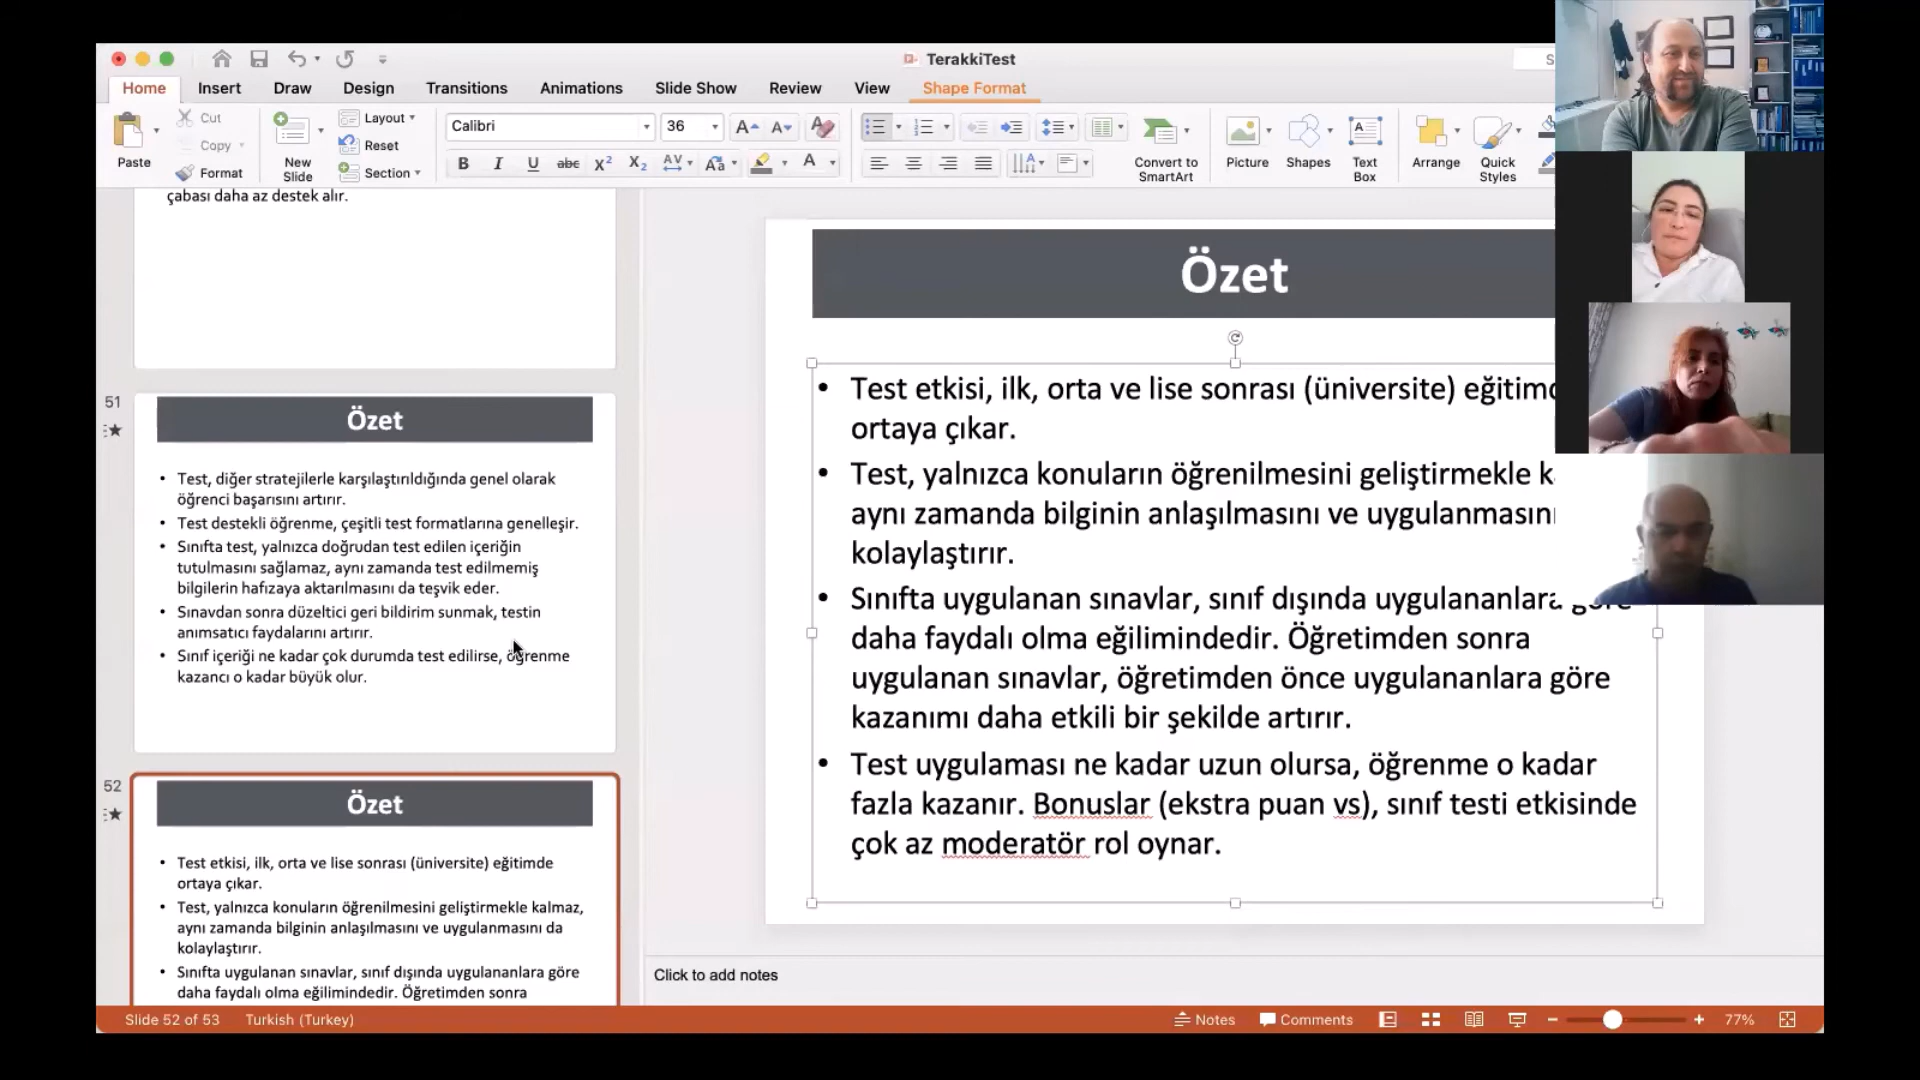 TerakkiTest
S
Home Insert Draw Design Transitions Animations Slide Show Review View Shape Format
Paste
Cut
Copy
Format
New
Slide
Layout
Reset
Section
Calibri 36
B I U abc X² X₂ AV Aa A
Convert to
SmartArt
Picture
Shapes
Text
Box
Arrange
Quick
Styles
çabası daha az destek alır.
51
Özet
• Test, diğer stratejilerle karşılaştırıldığında genel olarak
öğrenci başarısını artırır.
• Test destekli öğrenme, çeşitli test formatlarına genelleşir.
• Sınıfta test, yalnızca doğrudan test edilen içeriğin
tutulmasını sağlamaz, aynı zamanda test edilmemiş
bilgilerin hafızaya aktarılmasını da teşvik eder.
• Sınavdan sonra düzeltici geri bildirim sunmak, testin
anımsatıcı faydalarını artırır.
• Sınıf içeriği ne kadar çok durumda test edilirse, öğrenme
kazancı o kadar büyük olur.
52
Özet
• Test etkisi, ilk, orta ve lise sonrası (üniversite) eğitimde
ortaya çıkar.
• Test, yalnızca konuların öğrenilmesini geliştirmekle kalmaz,
aynı zamanda bilginin anlaşılmasını ve uygulanmasını da
kolaylaştırır.
• Sınıfta uygulanan sınavlar, sınıf dışında uygulananlara göre
daha faydalı olma eğilimindedir. Öğretimden sonra
Özet
• Test etkisi, ilk, orta ve lise sonrası (üniversite) eğitimd
ortaya çıkar.
• Test, yalnızca konuların öğrenilmesini geliştirmekle k
aynı zamanda bilginin anlaşılmasını ve uygulanmasını
kolaylaştırır.
• Sınıfta uygulanan sınavlar, sınıf dışında uygulananlara göre
daha faydalı olma eğilimindedir. Öğretimden sonra
uygulanan sınavlar, öğretimden önce uygulananlara göre
kazanımı daha etkili bir şekilde artırır.
• Test uygulaması ne kadar uzun olursa, öğrenme o kadar
fazla kazanır. Bonuslar (ekstra puan vs), sınıf testi etkisinde
çok az moderatör rol oynar.
Click to add notes
Slide 52 of 53 Turkish (Turkey) Notes Comments 77%